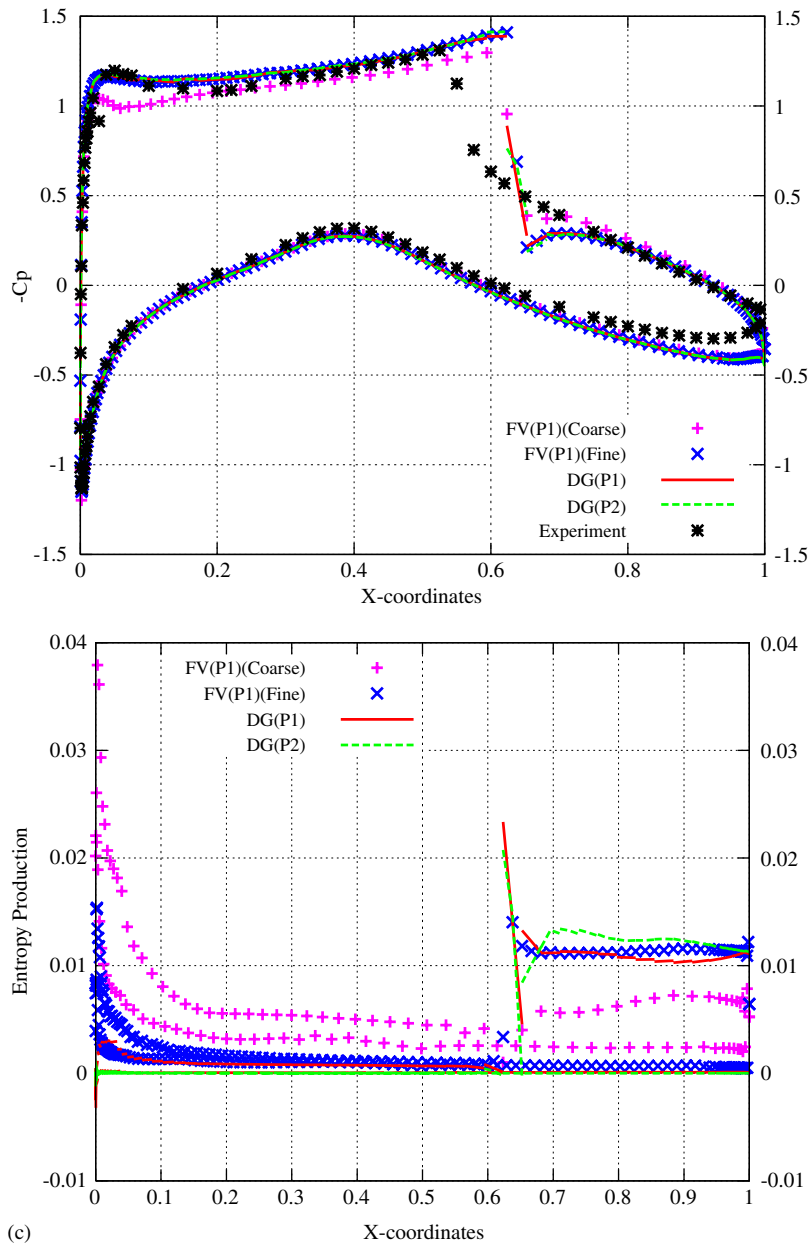 1.5 1.5
1 1
0.5 0.5
0 0
-0.5 -0.5
-1 -1
-1.5 -1.5
-Cp
FV(P1)(Coarse)
FV(P1)(Fine)
DG(P1)
DG(P2)
Experiment
0 0.2 0.4 0.6 0.8 1
X-coordinates
0.04 0.04
0.03 0.03
0.02 0.02
0.01 0.01
0 0
-0.01 -0.01
Entropy Production
FV(P1)(Coarse)
FV(P1)(Fine)
DG(P1)
DG(P2)
0 0.1 0.2 0.3 0.4 0.5 0.6 0.7 0.8 0.9 1
(c) X-coordinates